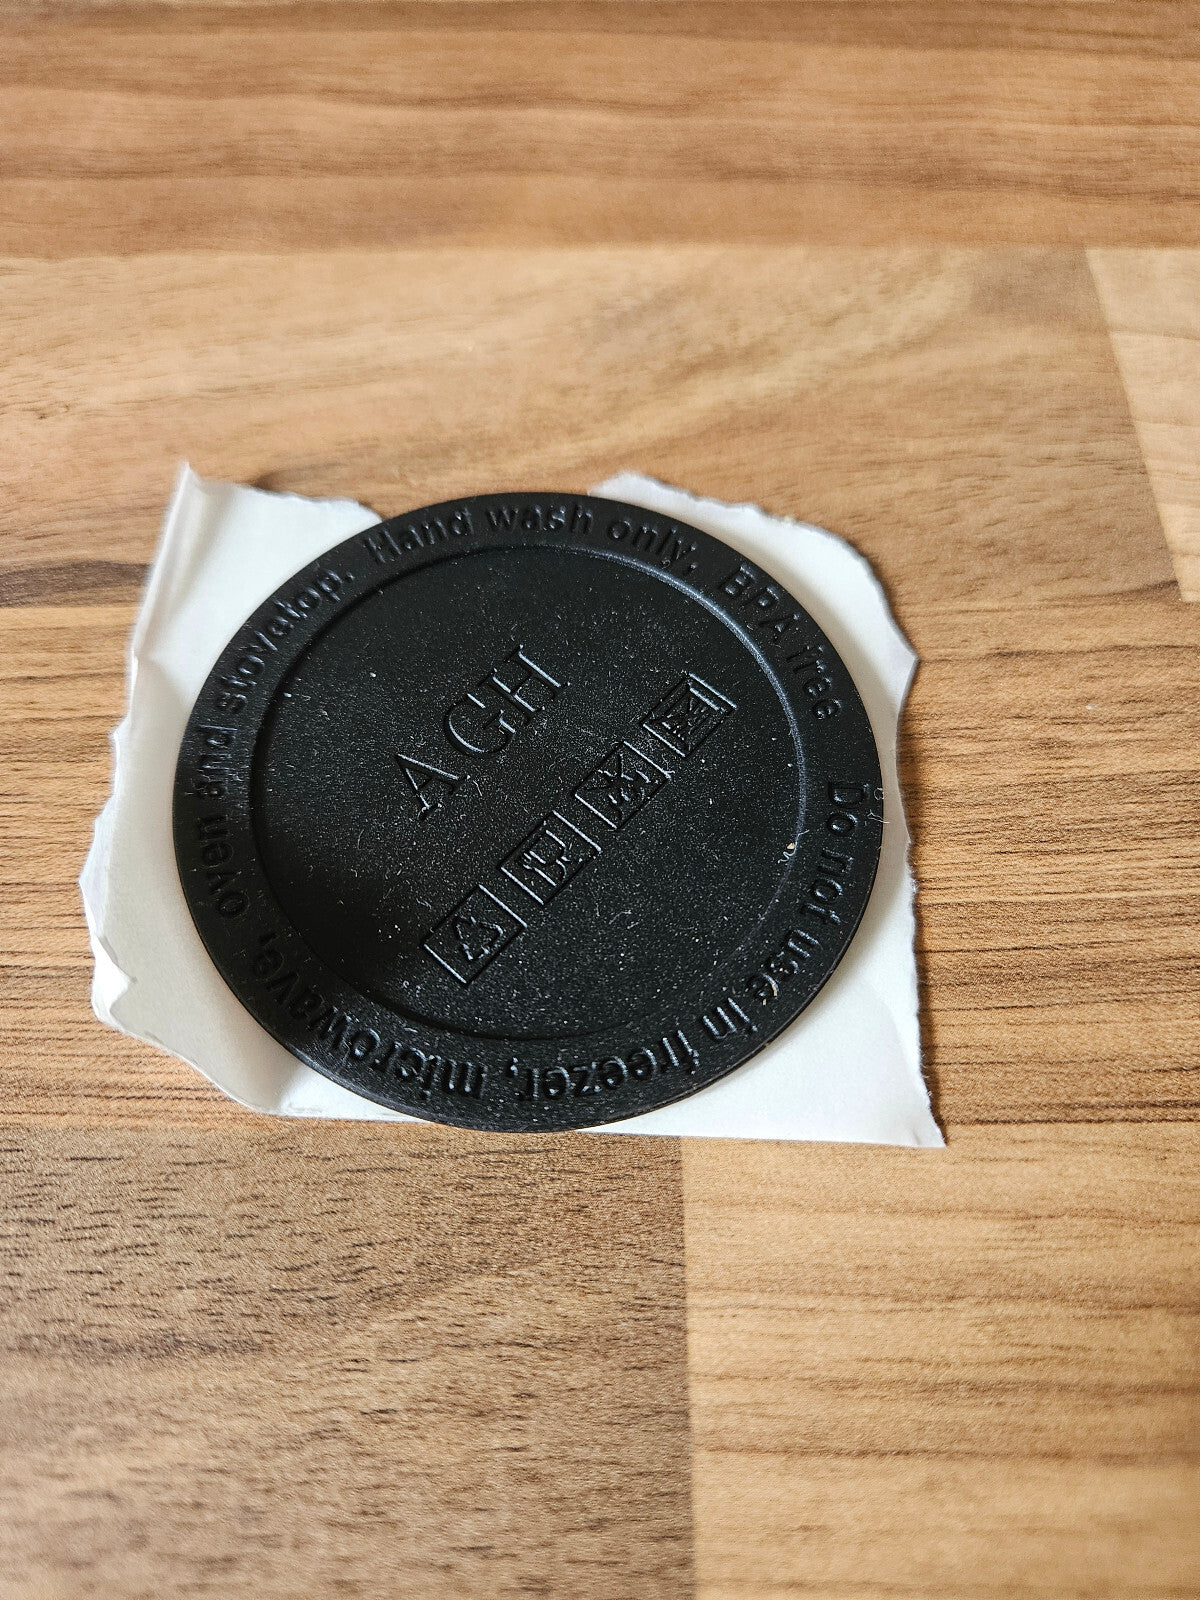 AGH
Do not use in freezer, microwave, oven and stovetop. Hand wash only, BPA free